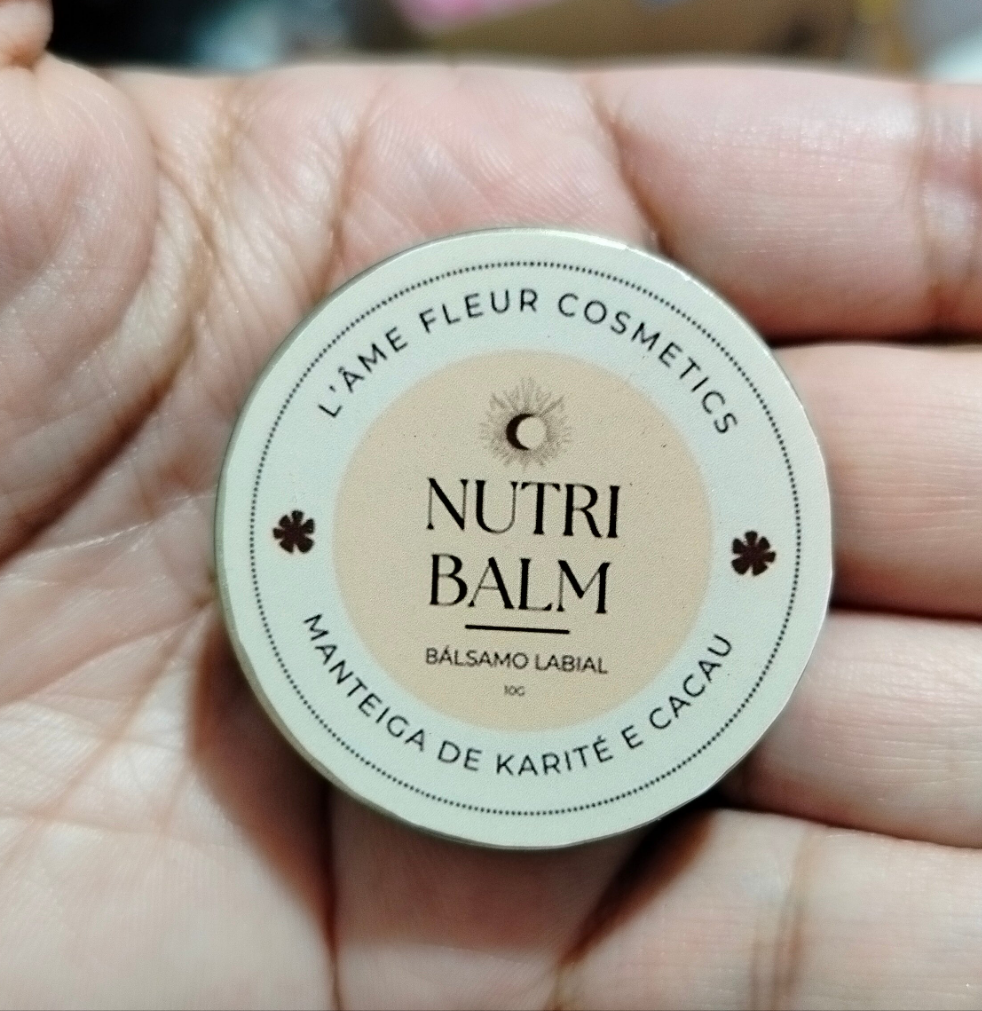 L'ÂME FLEUR COSMETICS
NUTRI
BALM
BÁLSAMO LABIAL
10G
MANTEIGA DE KARITÉ E CACAU